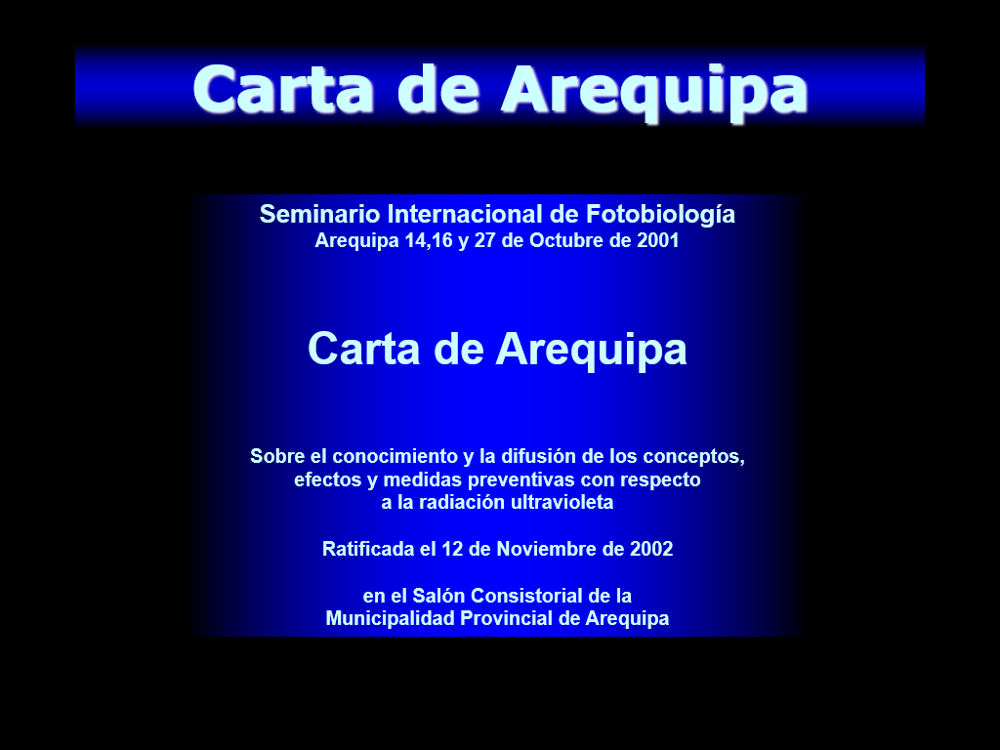 Carta de Arequipa
Seminario Internacional de Fotobiología
Arequipa 14,16 y 27 de Octubre de 2001
Carta de Arequipa
Sobre el conocimiento y la difusión de los conceptos,
efectos y medidas preventivas con respecto
a la radiación ultravioleta
Ratificada el 12 de Noviembre de 2002
en el Salón Consistorial de la
Municipalidad Provincial de Arequipa